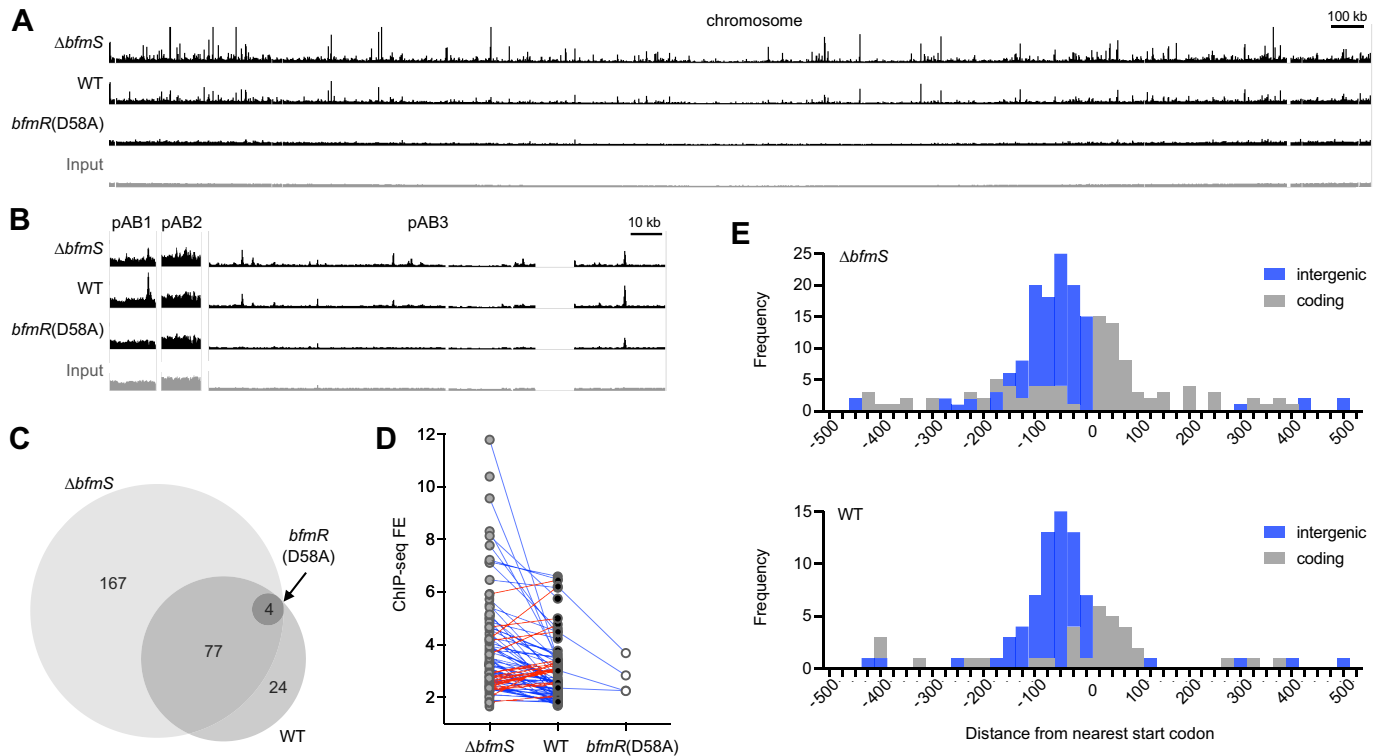 A
chromosome
100 kb
ΔbfmS
WT
bfmR(D58A)
Input
B
pAB1 pAB2 pAB3
10 kb
ΔbfmS
WT
bfmR(D58A)
Input
C
ΔbfmS
bfmR
(D58A)
167
4
77
24
WT
D
12
10
8
6
4
2
ChIP-seq FE
ΔbfmS WT bfmR(D58A)
E
ΔbfmS
25
20
15
10
5
0
Frequency
intergenic
coding
-500 -400 -300 -200 -100 0 100 200 300 400 500
WT
15
10
5
0
Frequency
intergenic
coding
-500 -400 -300 -200 -100 0 100 200 300 400 500
Distance from nearest start codon